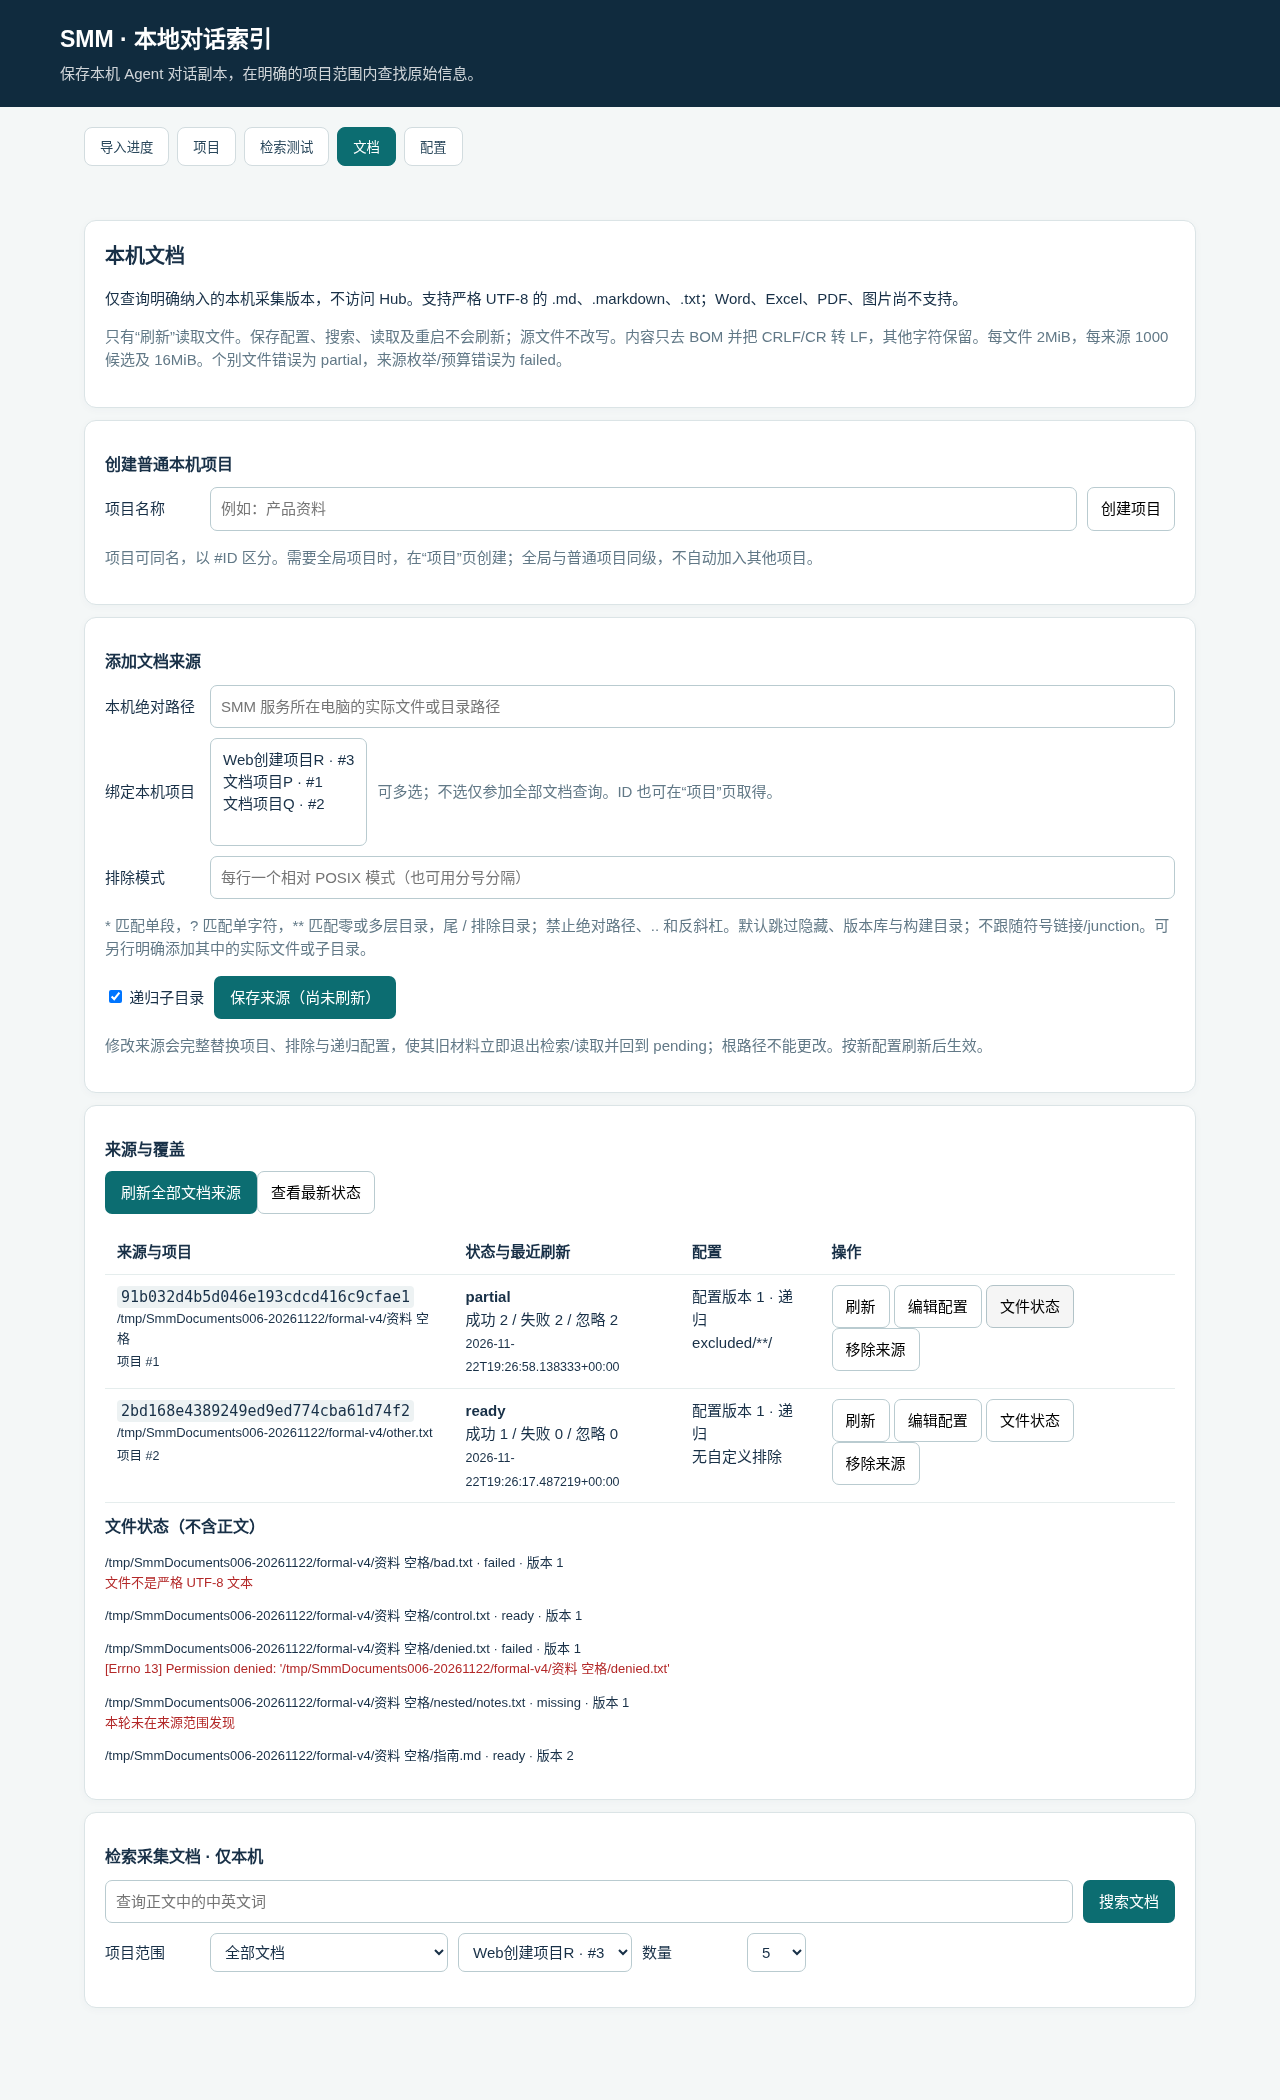 SMM · 本地对话索引
保存本机 Agent 对话副本，在明确的项目范围内查找原始信息。
导入进度 项目 检索测试 文档 配置
本机文档
仅查询明确纳入的本机采集版本，不访问 Hub。支持严格 UTF-8 的 .md、.markdown、.txt；Word、Excel、PDF、图片尚不支持。
只有“刷新”读取文件。保存配置、搜索、读取及重启不会刷新；源文件不改写。内容只去 BOM 并把 CRLF/CR 转 LF，其他字符保留。每文件 2MiB，每来源 1000
候选及 16MiB。个别文件错误为 partial，来源枚举/预算错误为 failed。
创建普通本机项目
项目名称 例如：产品资料 创建项目
项目可同名，以 #ID 区分。需要全局项目时，在“项目”页创建；全局与普通项目同级，不自动加入其他项目。
添加文档来源
本机绝对路径 SMM 服务所在电脑的实际文件或目录路径
Web创建项目R · #3
文档项目P · #1
绑定本机项目 可多选；不选仅参加全部文档查询。ID 也可在“项目”页取得。
文档项目Q · #2
排除模式 每行一个相对 POSIX 模式（也可用分号分隔）
* 匹配单段，? 匹配单字符，** 匹配零或多层目录，尾 / 排除目录；禁止绝对路径、.. 和反斜杠。默认跳过隐藏、版本库与构建目录；不跟随符号链接/junction。可
另行明确添加其中的实际文件或子目录。
递归子目录 保存来源（尚未刷新）
修改来源会完整替换项目、排除与递归配置，使其旧材料立即退出检索/读取并回到 pending；根路径不能更改。按新配置刷新后生效。
来源与覆盖
刷新全部文档来源 查看最新状态
来源与项目 状态与最近刷新 配置 操作
91b032d4b5d046e193cdcd416c9cfae1 partial 配置版本 1 · 递 刷新 编辑配置 文件状态
/tmp/SmmDocuments006-20261122/formal-v4/资料 空 成功 2 / 失败 2 / 忽略 2 归
格 2026-11- excluded/**/ 移除来源
项目 #1 22T19:26:58.138333+00:00
2bd168e4389249ed9ed774cba61d74f2 ready 配置版本 1 · 递 刷新 编辑配置 文件状态
/tmp/SmmDocuments006-20261122/formal-v4/other.txt 成功 1 / 失败 0 / 忽略 0 归
项目 #2 2026-11- 无自定义排除 移除来源
22T19:26:17.487219+00:00
文件状态（不含正文）
/tmp/SmmDocuments006-20261122/formal-v4/资料 空格/bad.txt · failed · 版本 1
文件不是严格 UTF-8 文本
/tmp/SmmDocuments006-20261122/formal-v4/资料 空格/control.txt · ready · 版本 1
/tmp/SmmDocuments006-20261122/formal-v4/资料 空格/denied.txt · failed · 版本 1
[Errno 13] Permission denied: '/tmp/SmmDocuments006-20261122/formal-v4/资料 空格/denied.txt'
/tmp/SmmDocuments006-20261122/formal-v4/资料 空格/nested/notes.txt · missing · 版本 1
本轮未在来源范围发现
/tmp/SmmDocuments006-20261122/formal-v4/资料 空格/指南.md · ready · 版本 2
检索采集文档 · 仅本机
查询正文中的中英文词 搜索文档
项目范围 全部文档 Web创建项目R · #3 数量 5